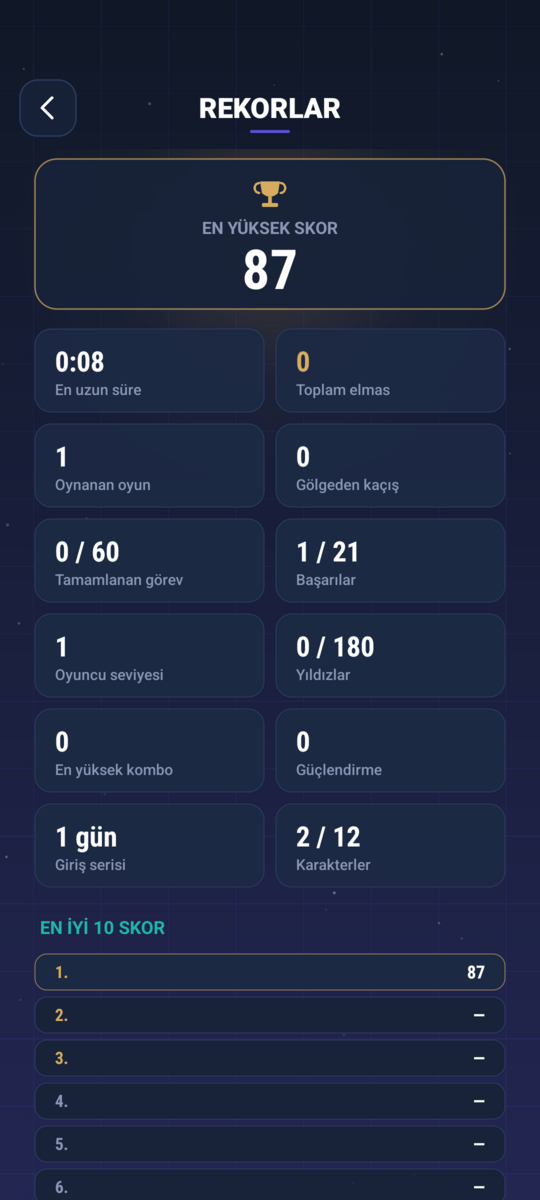 REKORLAR
EN YÜKSEK SKOR
87
0:08
En uzun süre
0
Toplam elmas
1
Oynanan oyun
0
Gölgeden kaçış
0 / 60
Tamamlanan görev
1 / 21
Başarılar
1
Oyuncu seviyesi
0 / 180
Yıldızlar
0
En yüksek kombo
0
Güçlendirme
1 gün
Giriş serisi
2 / 12
Karakterler
EN İYİ 10 SKOR
1. 87
2. –
3. –
4. –
5. –
6. –